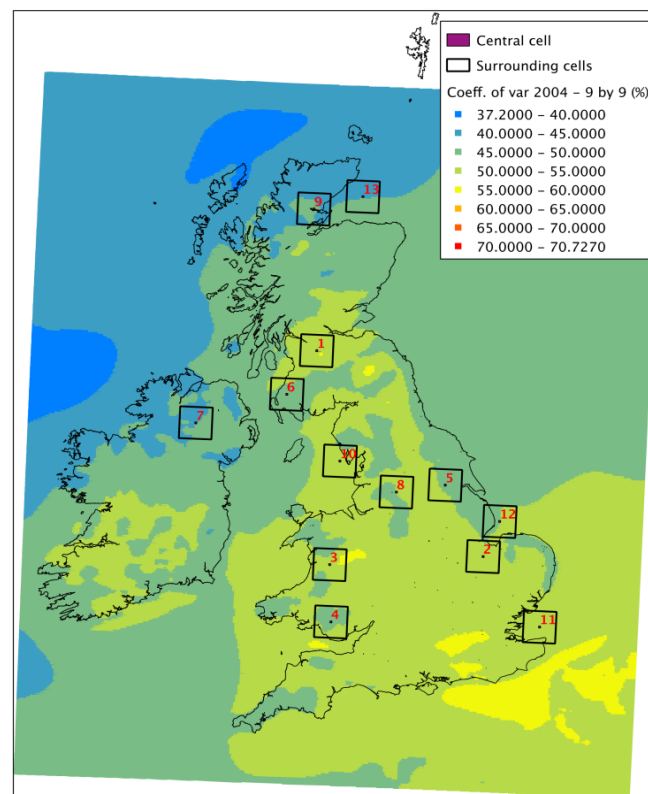 Central cell
Surrounding cells
Coeff. of var 2004 - 9 by 9 (%)
37.2000 - 40.0000
40.0000 - 45.0000
45.0000 - 50.0000
50.0000 - 55.0000
55.0000 - 60.0000
60.0000 - 65.0000
65.0000 - 70.0000
70.0000 - 70.7270
13
9
1
6
7
10
5
8
12
2
3
4
11